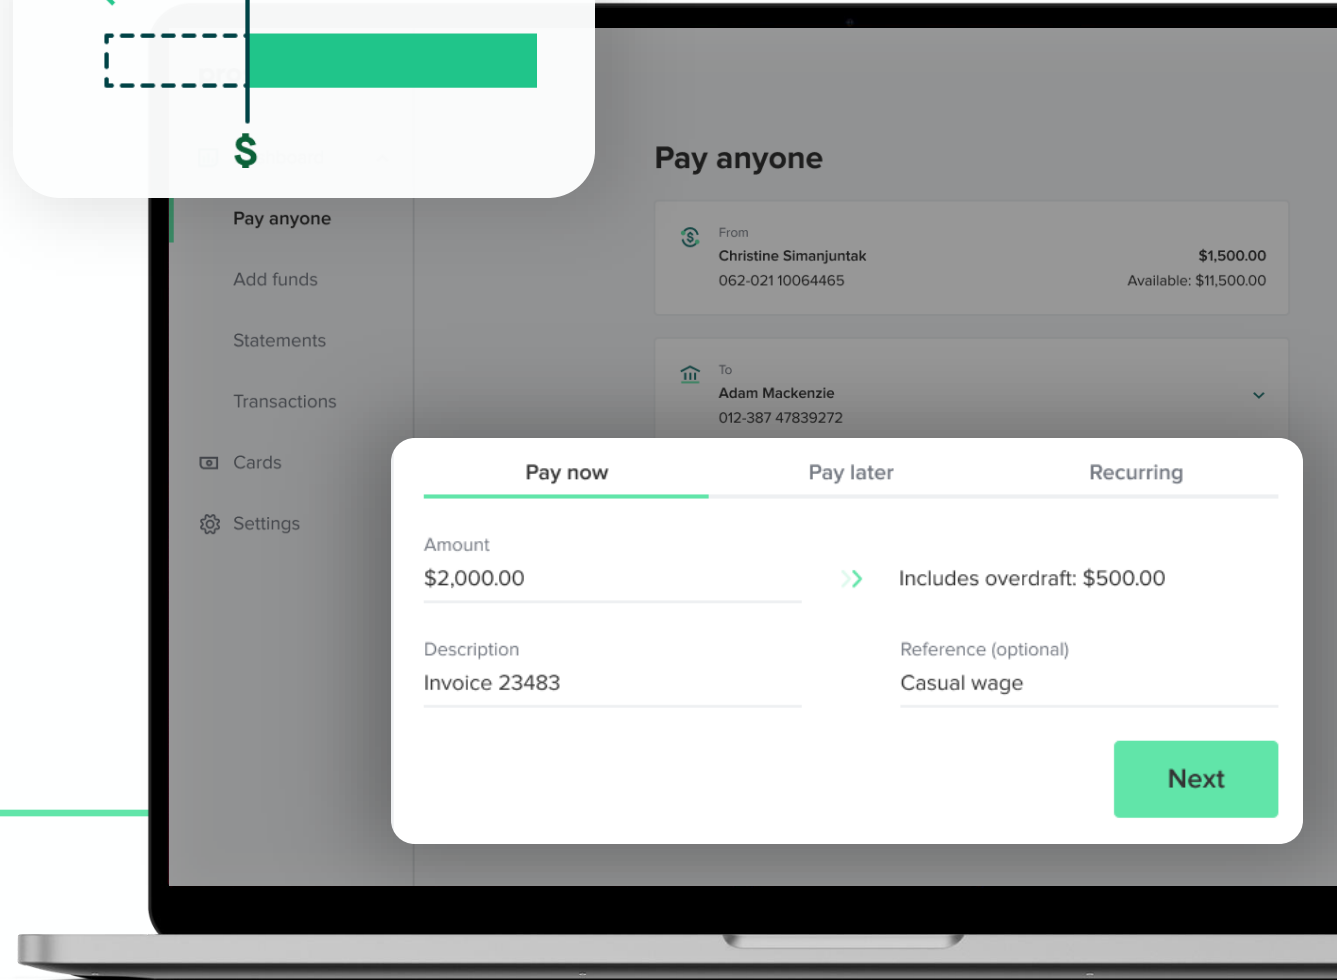 $
Pay anyone
Add funds
Statements
Transactions
Cards
Settings
Pay anyone
From
Christine Simanjuntak
$1,500.00
062-021 10064465
Available: $11,500.00
To
Adam Mackenzie
012-387 47839272
Pay now
Pay later
Recurring
Amount
$2,000.00
Includes overdraft: $500.00
Description
Invoice 23483
Reference (optional)
Casual wage
Next